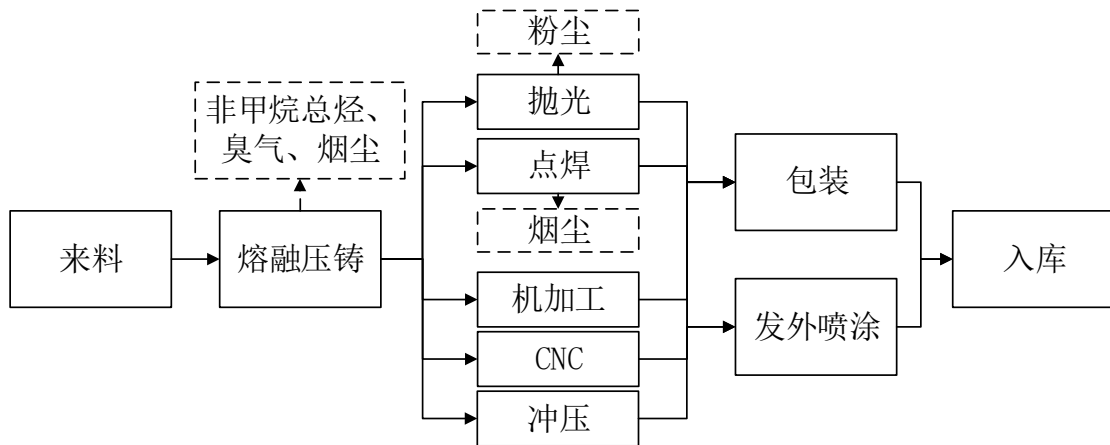 粉尘
抛光
非甲烷总烃、
臭气、烟尘
点焊
烟尘
来料
熔融压铸
机加工
CNC
冲压
包装
发外喷涂
入库